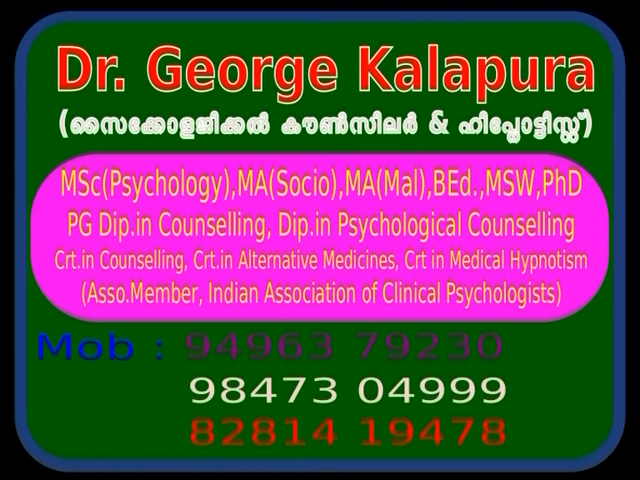 Dr. George Kalapura
(സൈക്കോളജിക്കൽ കൗൺസിലർ & ഹിപ്നോട്ടിസ്റ്റ്)
MSc(Psychology),MA(Socio),MA(Mal),BEd.,MSW,PhD
PG Dip.in Counselling, Dip.in Psychological Counselling
Crt.in Counselling, Crt.in Alternative Medicines, Crt in Medical Hypnotism
(Asso.Member, Indian Association of Clinical Psychologists)
Mob : 94963 79230
98473 04999
82814 19478